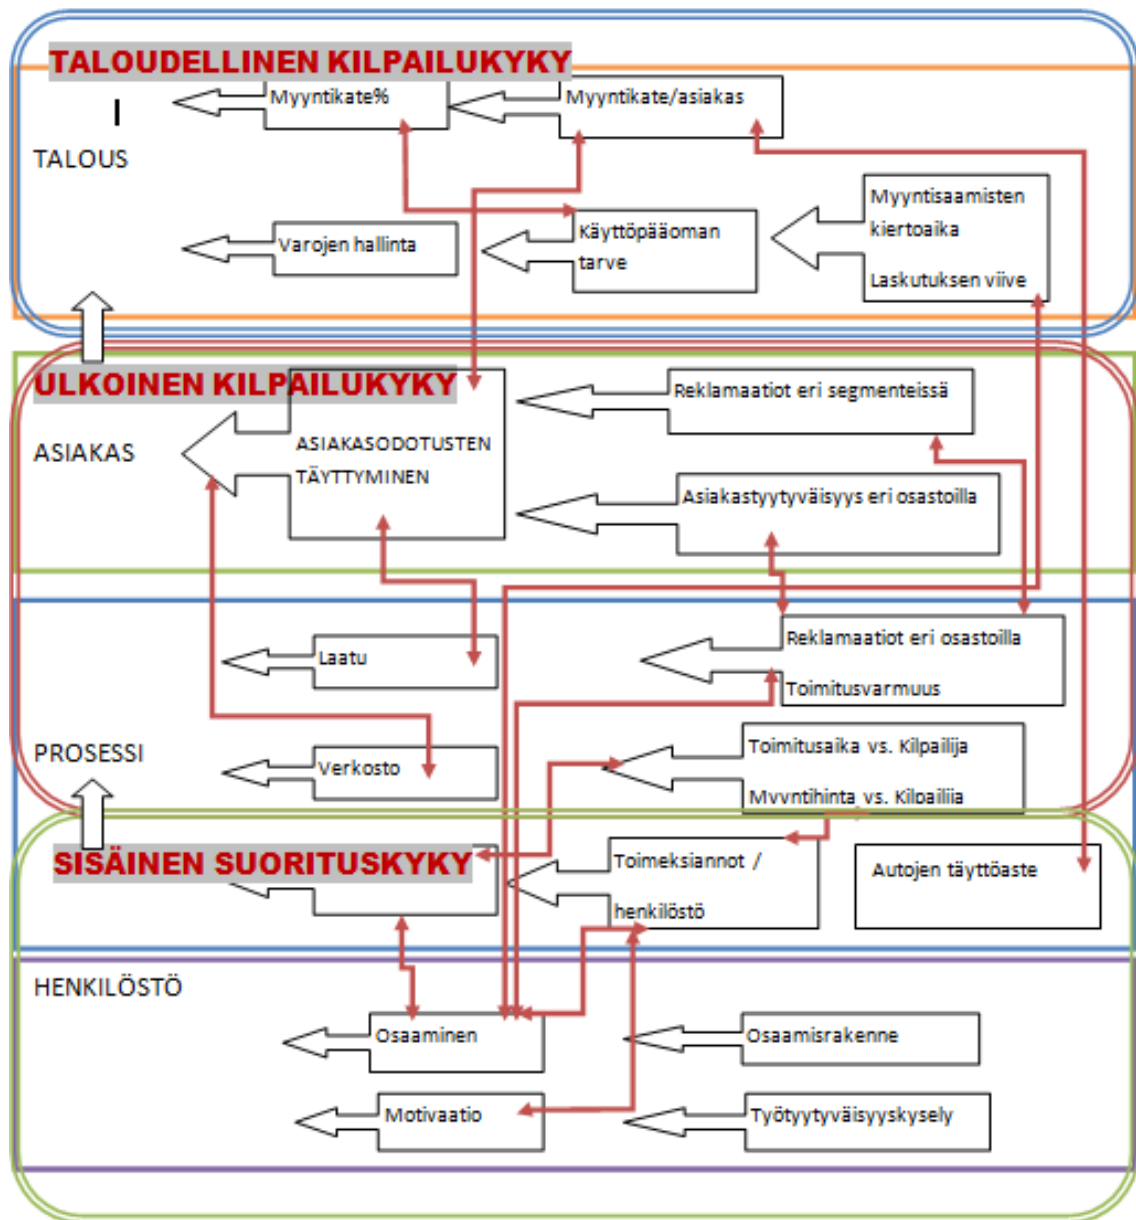 TALOUDELLINEN KILPAILUKYKY
Myyntikate%
Myyntikate/asiakas
I
TALOUS
Myyntisaamisten
kiertoaika
Laskutuksen viive
Käyttöpääoman
tarve
Varojen hallinta
ULKOINEN KILPAILUKYKY
Reklamaatiot eri segmenteissä
ASIAKAS
ASIAKASODOTUSTEN
TÄYTTYMINEN
Asiakastyytyväisyys eri osastoilla
Reklamaatiot eri osastoilla
Toimitusvarmuus
Laatu
PROSESSI
Verkosto
Toimitusaika vs. Kilpailija
Myyntihinta vs. Kilpailija
SISÄINEN SUORITUSKYKY
Toimeksiannot /
henkilöstö
Autojen täyttöaste
HENKILÖSTÖ
Osaaminen
Osaamisrakenne
Motivaatio
Työtyytyväisyyskysely